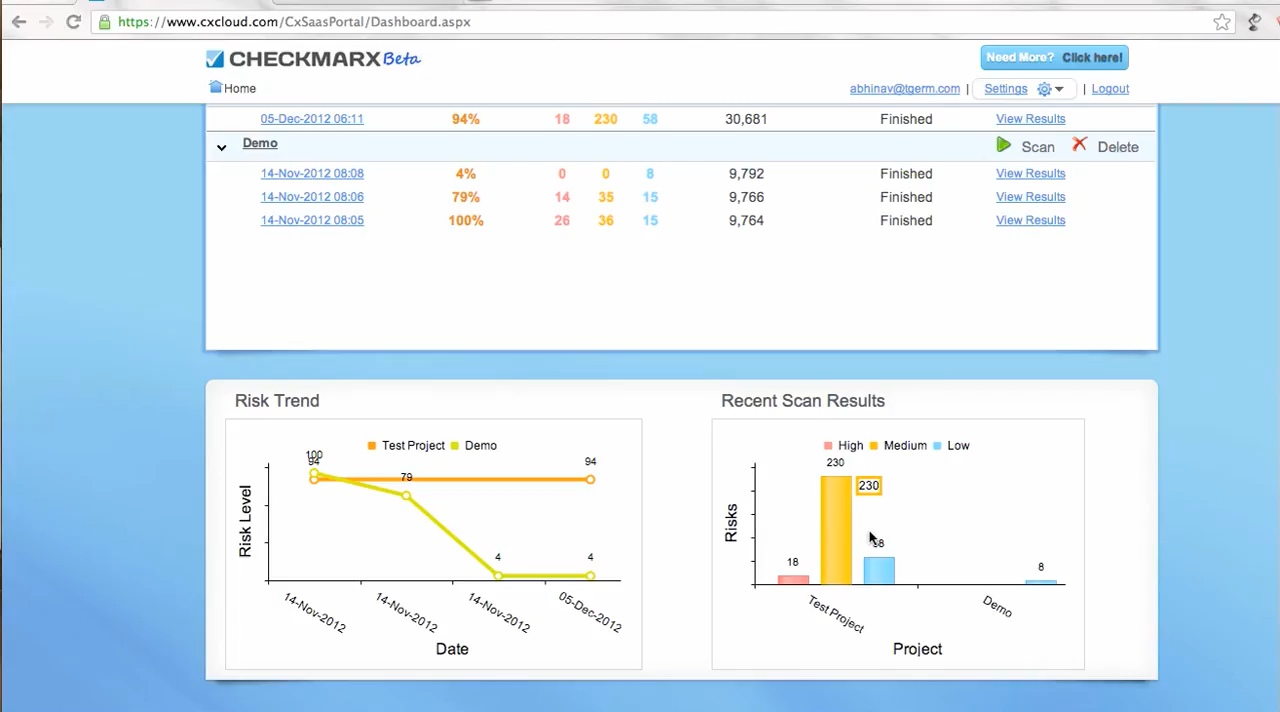 https://www.cxcloud.com/CxSaasPortal/Dashboard.aspx
CHECKMARX Beta
Need More? Click here!
Home
abhinav@tgerm.com | Settings | Logout
05-Dec-2012 06:11 94% 18 230 58 30,681 Finished View Results
Demo Scan Delete
14-Nov-2012 08:08 4% 0 0 8 9,792 Finished View Results
14-Nov-2012 08:06 79% 14 35 15 9,766 Finished View Results
14-Nov-2012 08:05 100% 26 36 15 9,764 Finished View Results
Risk Trend
Test Project Demo
100
94
79
4
4
94
Risk Level
14-Nov-2012
14-Nov-2012
14-Nov-2012
05-Dec-2012
Date
Recent Scan Results
High Medium Low
230
230
18
8
Risks
Test Project
Demo
Project